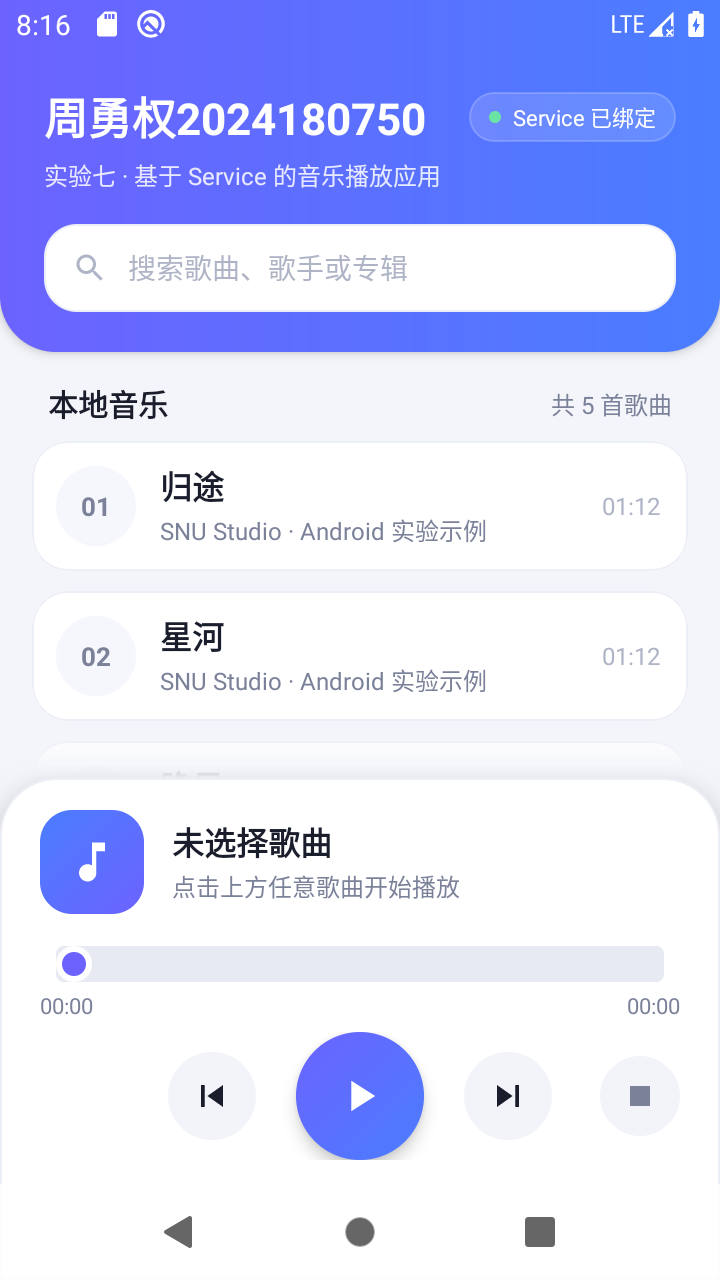 8:16
LTE
周勇权2024180750
Service 已绑定
实验七 · 基于 Service 的音乐播放应用
搜索歌曲、歌手或专辑
本地音乐
共 5 首歌曲
01
归途
SNU Studio · Android 实验示例
01:12
02
星河
SNU Studio · Android 实验示例
01:12
未选择歌曲
点击上方任意歌曲开始播放
00:00
00:00